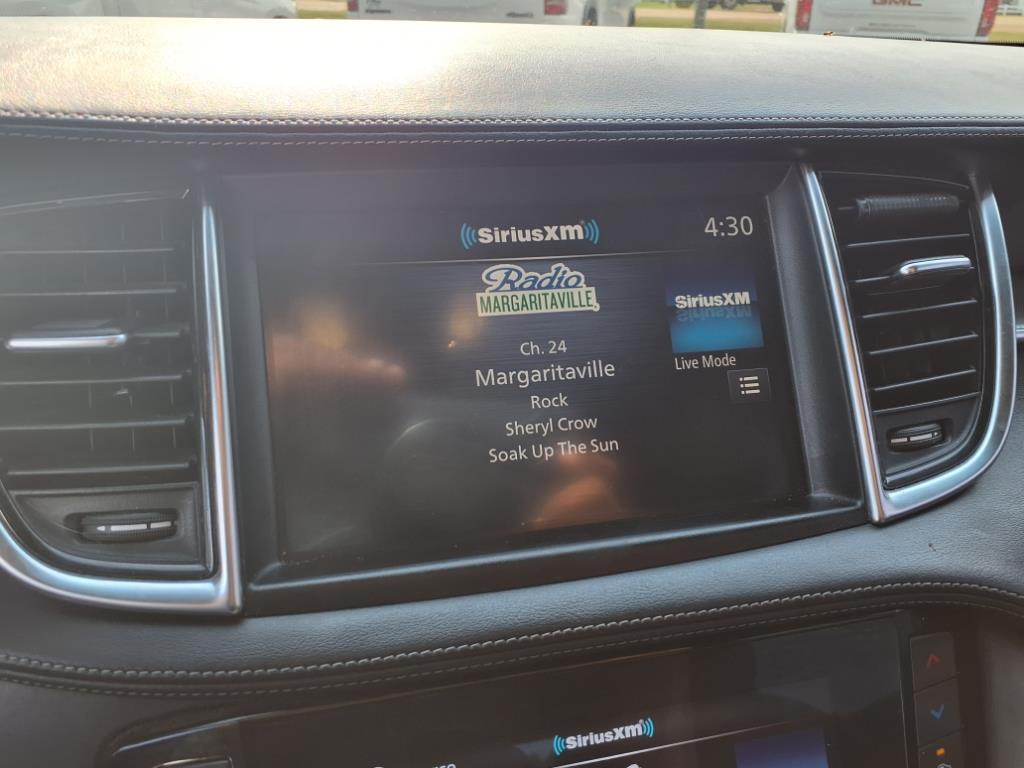 GMC
SiriusXM
4:30
Radio
MARGARITAVILLE
SiriusXM
Ch. 24
Live Mode
Margaritaville
Rock
Sheryl Crow
Soak Up The Sun
SiriusXM